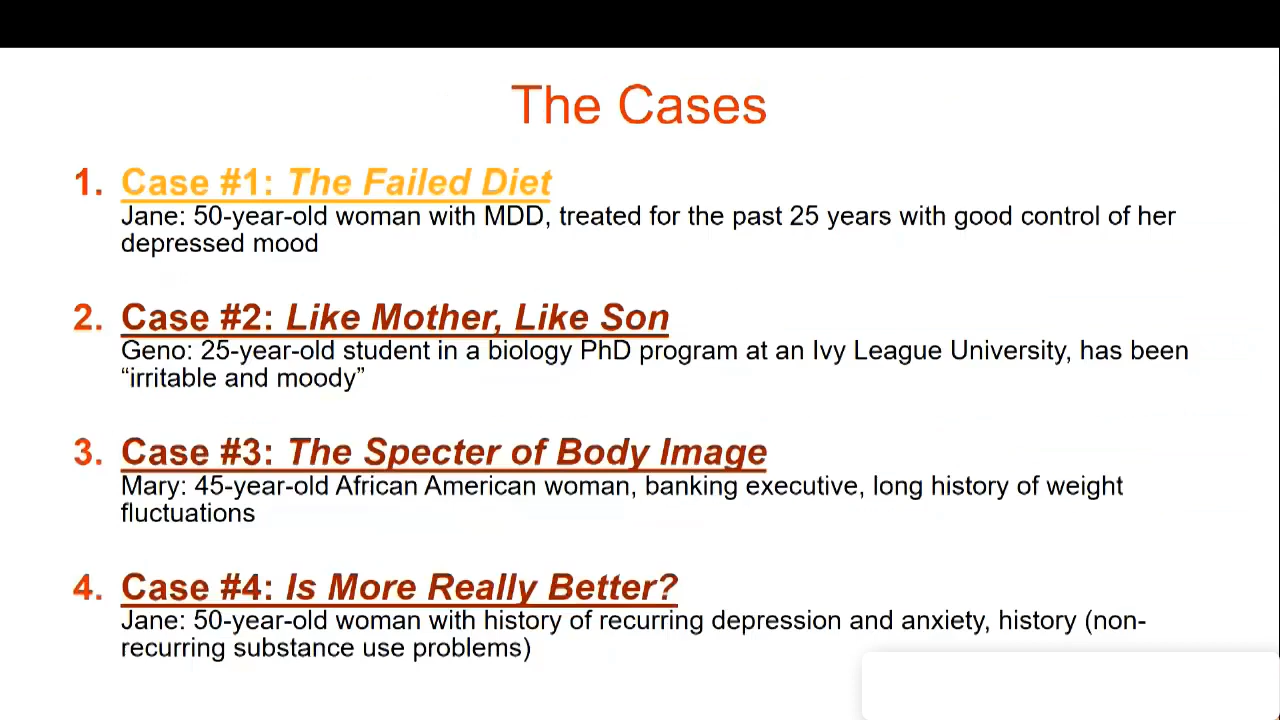 The Cases
1. Case #1: The Failed Diet
Jane: 50-year-old woman with MDD, treated for the past 25 years with good control of her
depressed mood
2. Case #2: Like Mother, Like Son
Geno: 25-year-old student in a biology PhD program at an Ivy League University, has been
“irritable and moody”
3. Case #3: The Specter of Body Image
Mary: 45-year-old African American woman, banking executive, long history of weight
fluctuations
4. Case #4: Is More Really Better?
Jane: 50-year-old woman with history of recurring depression and anxiety, history (non-
recurring substance use problems)